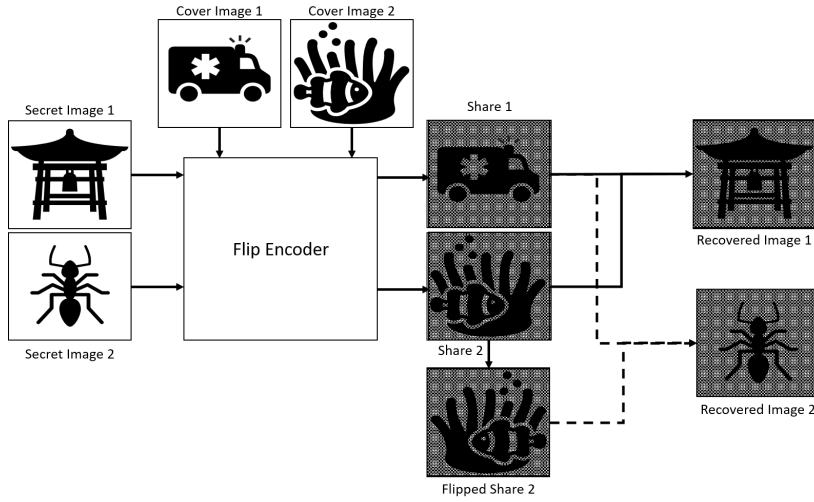 Cover Image 1
Cover Image 2
Secret Image 1
Share 1
Flip Encoder
Recovered Image 1
Secret Image 2
Share 2
Recovered Image 2
Flipped Share 2